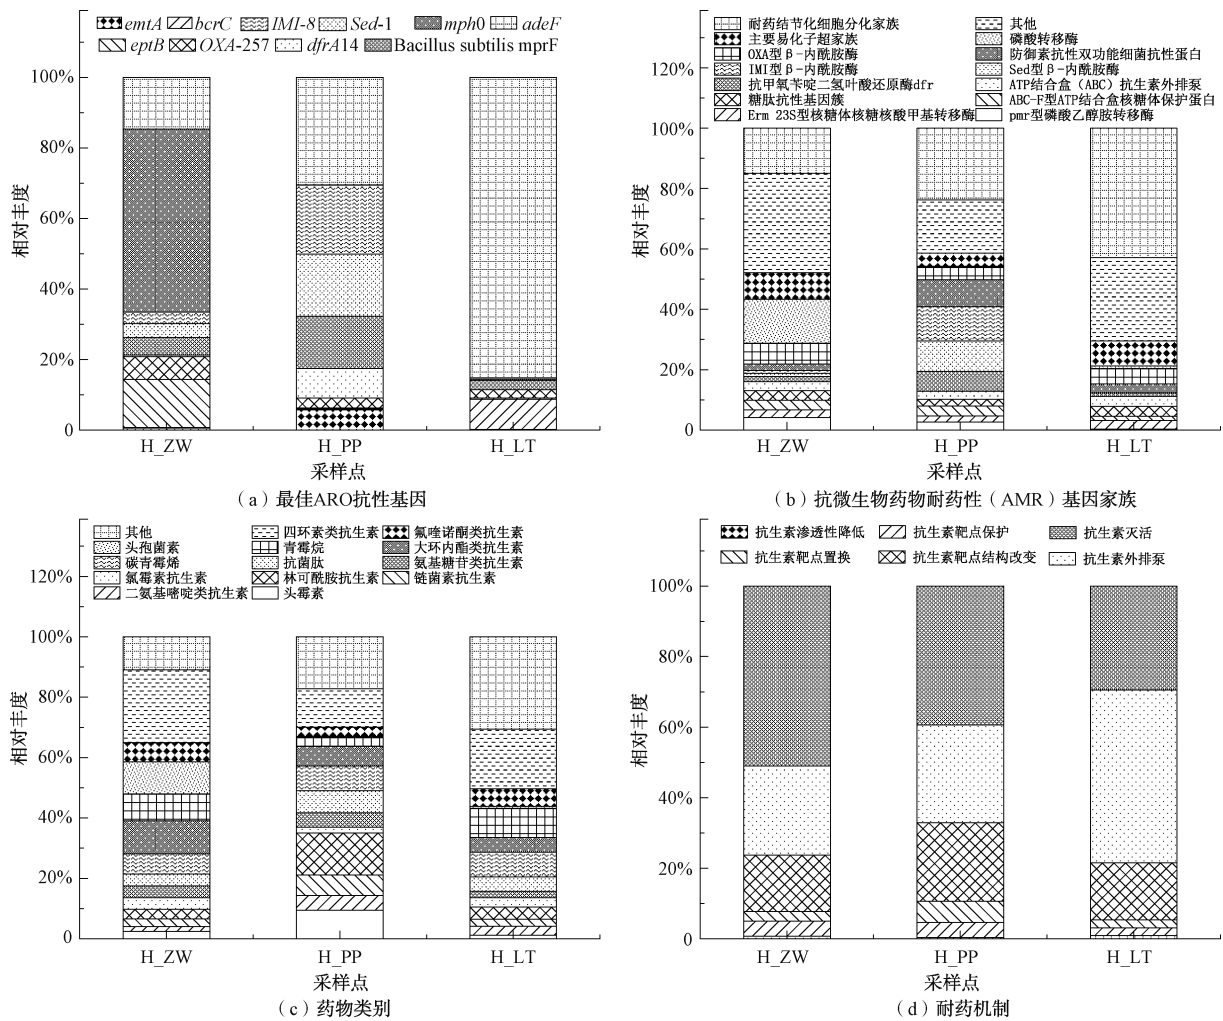 emtA bcrC IMI-8 Sed-1 mph0 adeF
eptB OXA-257 dfrA14 Bacillus subtilis mprF
100%
80%
60%
40%
20%
0
相对丰度
H_ZW H_PP H_LT
采样点
（a）最佳ARO抗性基因
耐药结节化细胞分化家族 其他
主要易化子超家族 磷酸转移酶
OXA型β-内酰胺酶 防御素抗性双功能细菌抗性蛋白
IMI型β-内酰胺酶 Sed型β-内酰胺酶
抗甲氧苄啶二氢叶酸还原酶dfr ATP结合盒（ABC）抗生素外排泵
糖肽抗性基因簇 ABC-F型ATP结合盒核糖体保护蛋白
Erm 23S型核糖体核糖核酸甲基转移酶 pmr型磷酸乙醇胺转移酶
120%
100%
80%
60%
40%
20%
0
相对丰度
H_ZW H_PP H_LT
采样点
（b）抗微生物药物耐药性（AMR）基因家族
其他 四环素类抗生素 氟喹诺酮类抗生素
头孢菌素 青霉烷 大环内酯类抗生素
碳青霉烯 抗菌肽 氨基糖苷类抗生素
氯霉素抗生素 林可酰胺抗生素 链菌素抗生素
二氨基嘧啶类抗生素 头霉素
120%
100%
80%
60%
40%
20%
0
相对丰度
H_ZW H_PP H_LT
采样点
（c）药物类别
抗生素渗透性降低 抗生素靶点保护 抗生素灭活
抗生素靶点置换 抗生素靶点结构改变 抗生素外排泵
100%
80%
60%
40%
20%
0
相对丰度
H_ZW H_PP H_LT
采样点
（d）耐药机制